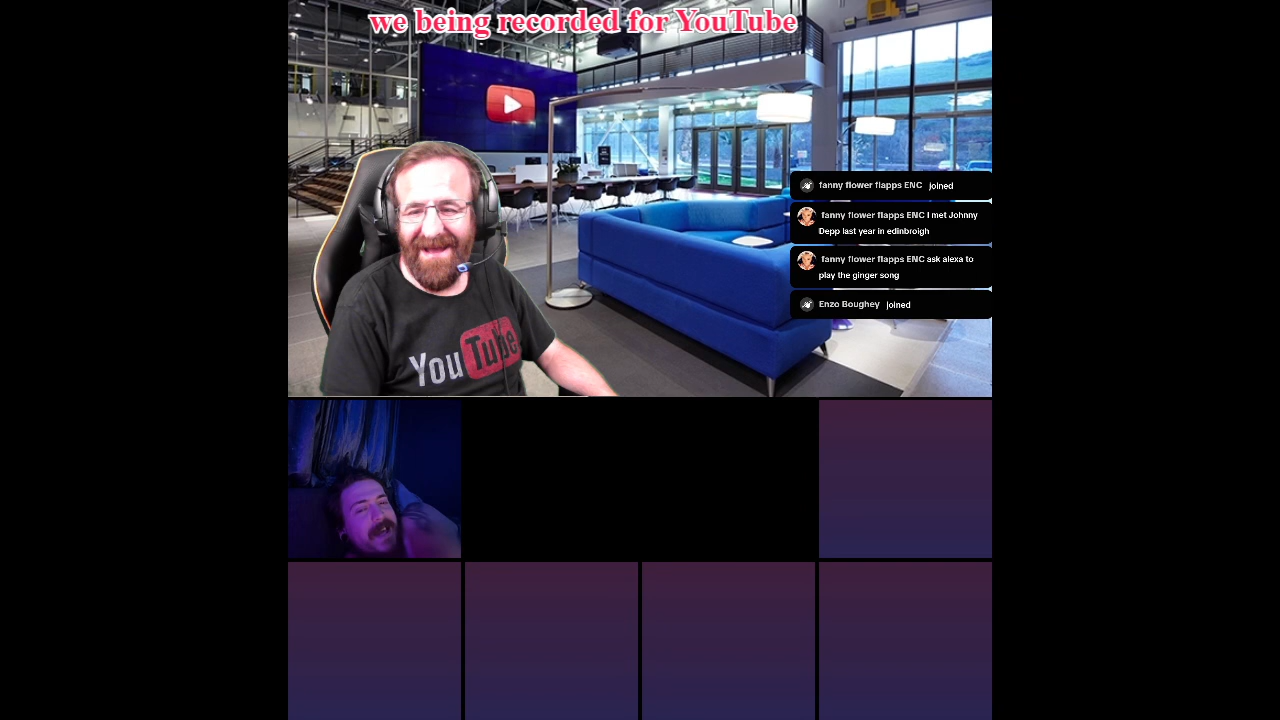 we being recorded for YouTube
fanny flower flapps ENC joined
fanny flower flapps ENC I met Johnny
Depp last year in edinbroigh
fanny flower flapps ENC ask alexa to
play the ginger song
Enzo Boughey joined
YouTube